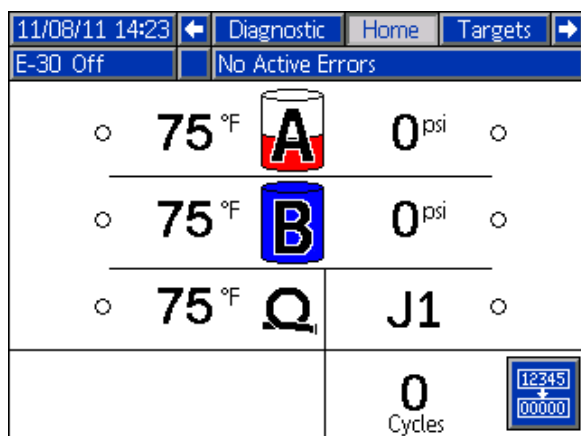 11/08/11 14:23 Diagnostic Home Targets
E-30 Off No Active Errors
75 °F A 0 psi
75 °F B 0 psi
75 °F J1
0 12345
Cycles 00000